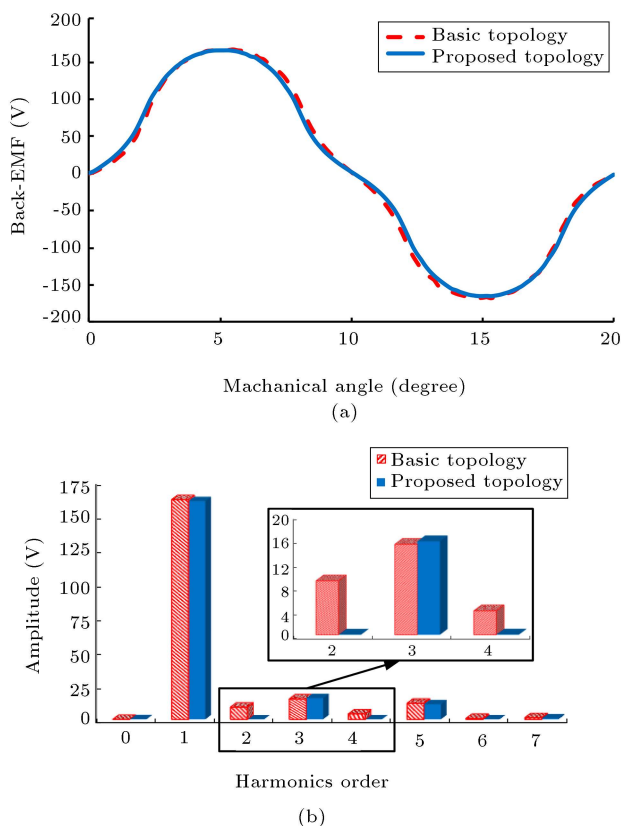 200
150
100
50
0
-50
-100
-150
-200
Back-EMF (V)
Basic topology
Proposed topology
0 5 10 15 20
Machanical angle (degree)
(a)
Basic topology
Proposed topology
175
150
125
100
75
50
25
0
Amplitude (V)
20
16
12
8
4
0
2 3 4
0 1 2 3 4 5 6 7
Harmonics order
(b)